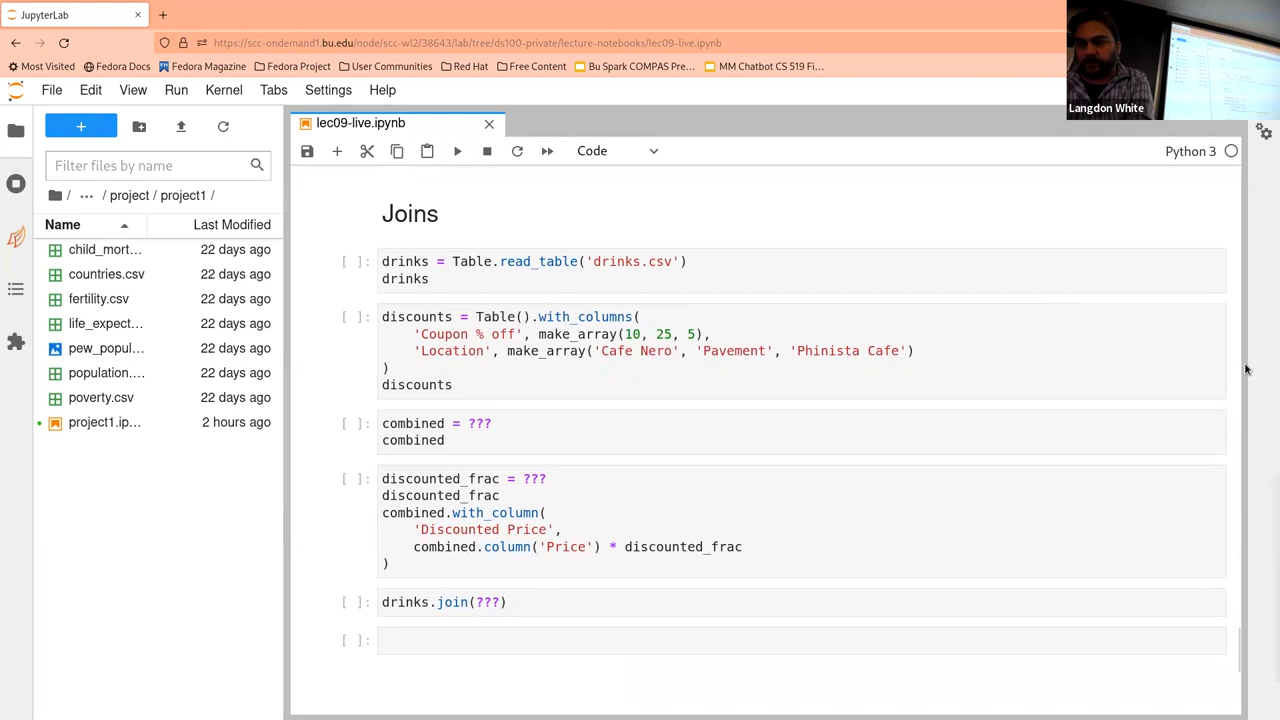 JupyterLab
https://scc-ondemand1.bu.edu/node/scc-wl2/38643/lab/tree/ds100-private/lecture-notebooks/lec09-live.ipynb
Most Visited Fedora Docs Fedora Magazine Fedora Project User Communities Red Hat Free Content Bu Spark COMPAS Pre… MM Chatbot CS 519 Fi…
Langdon White
File Edit View Run Kernel Tabs Settings Help
lec09-live.ipynb
Code
Python 3
Filter files by name
/ ··· / project / project1 /
Name Last Modified
child_mort… 22 days ago
countries.csv 22 days ago
fertility.csv 22 days ago
life_expect… 22 days ago
pew_popul… 22 days ago
population.… 22 days ago
poverty.csv 22 days ago
project1.ip… 2 hours ago
Joins
[ ]: drinks = Table.read_table('drinks.csv')
drinks
[ ]: discounts = Table().with_columns(
'Coupon % off', make_array(10, 25, 5),
'Location', make_array('Cafe Nero', 'Pavement', 'Phinista Cafe')
)
discounts
[ ]: combined = ???
combined
[ ]: discounted_frac = ???
discounted_frac
combined.with_column(
'Discounted Price',
combined.column('Price') * discounted_frac
)
[ ]: drinks.join(???)
[ ]: